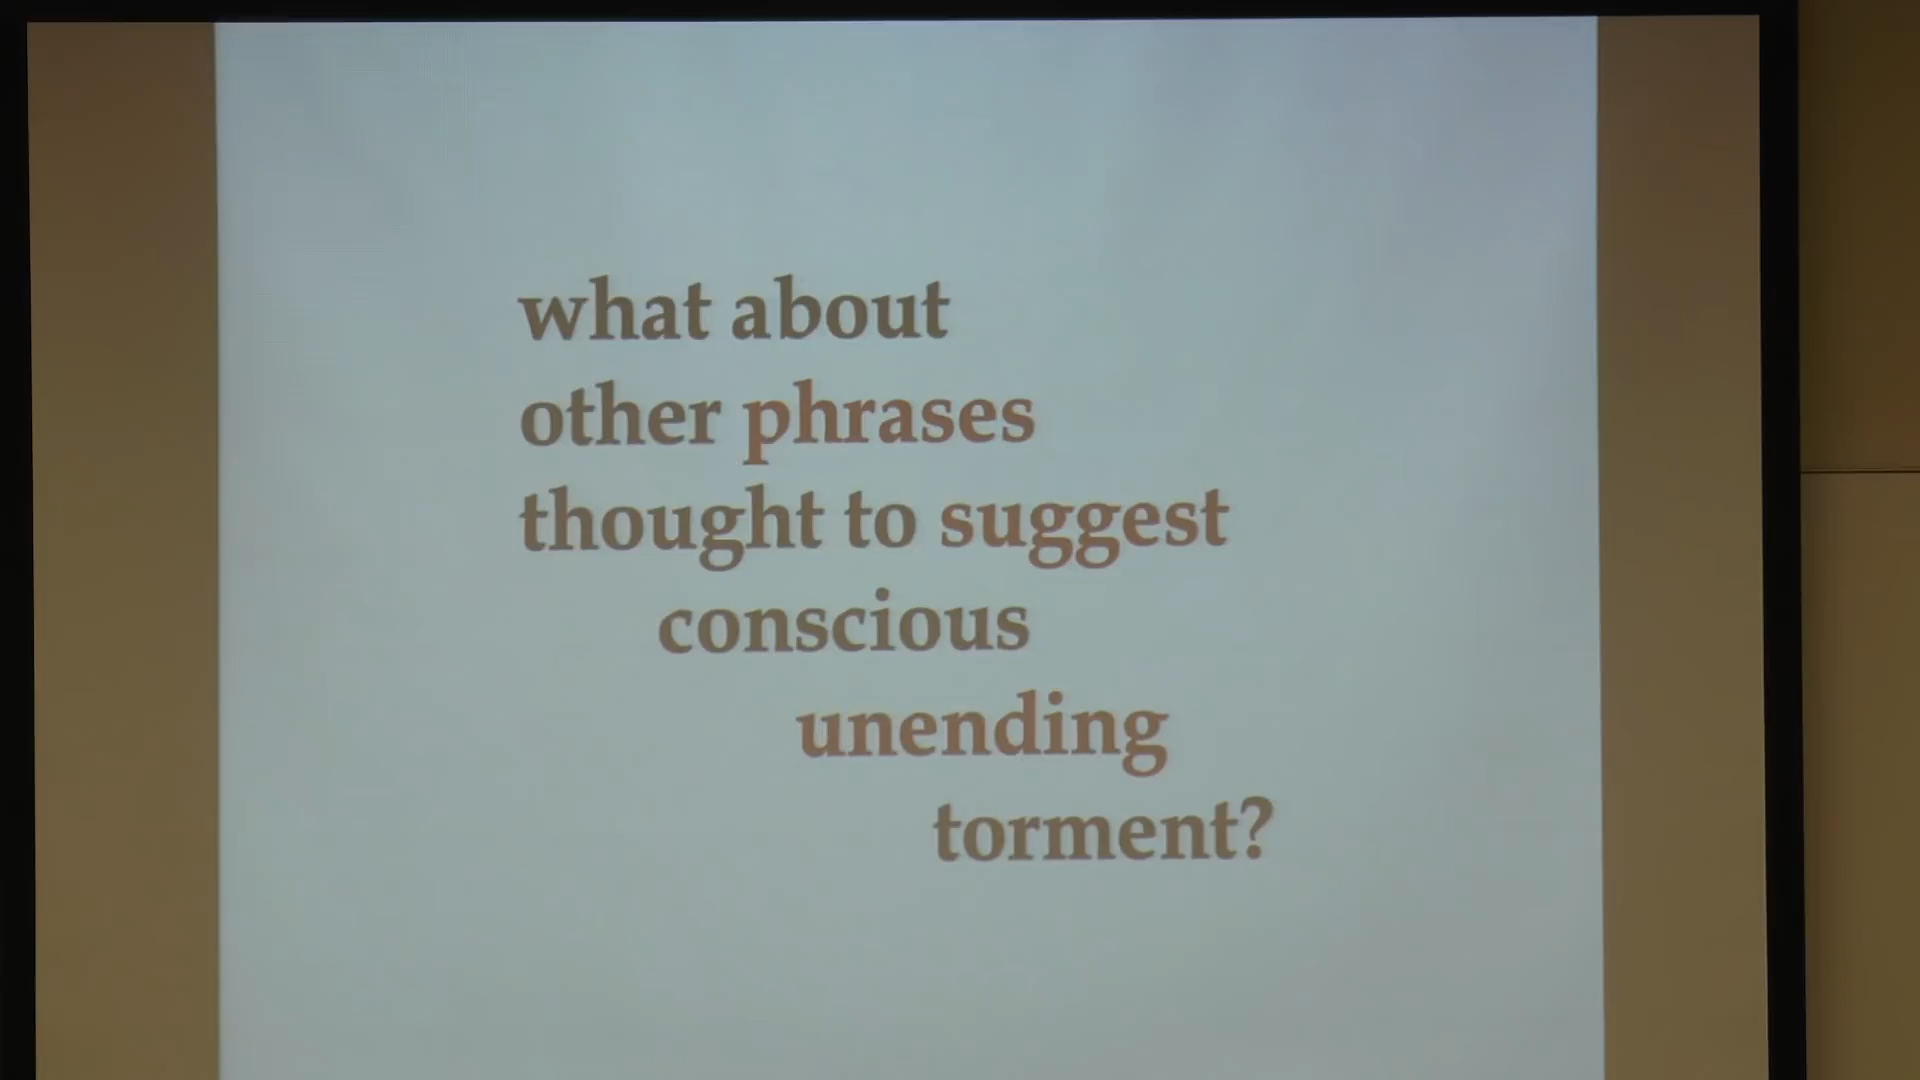 what about
other phrases
thought to suggest
conscious
unending
torment?